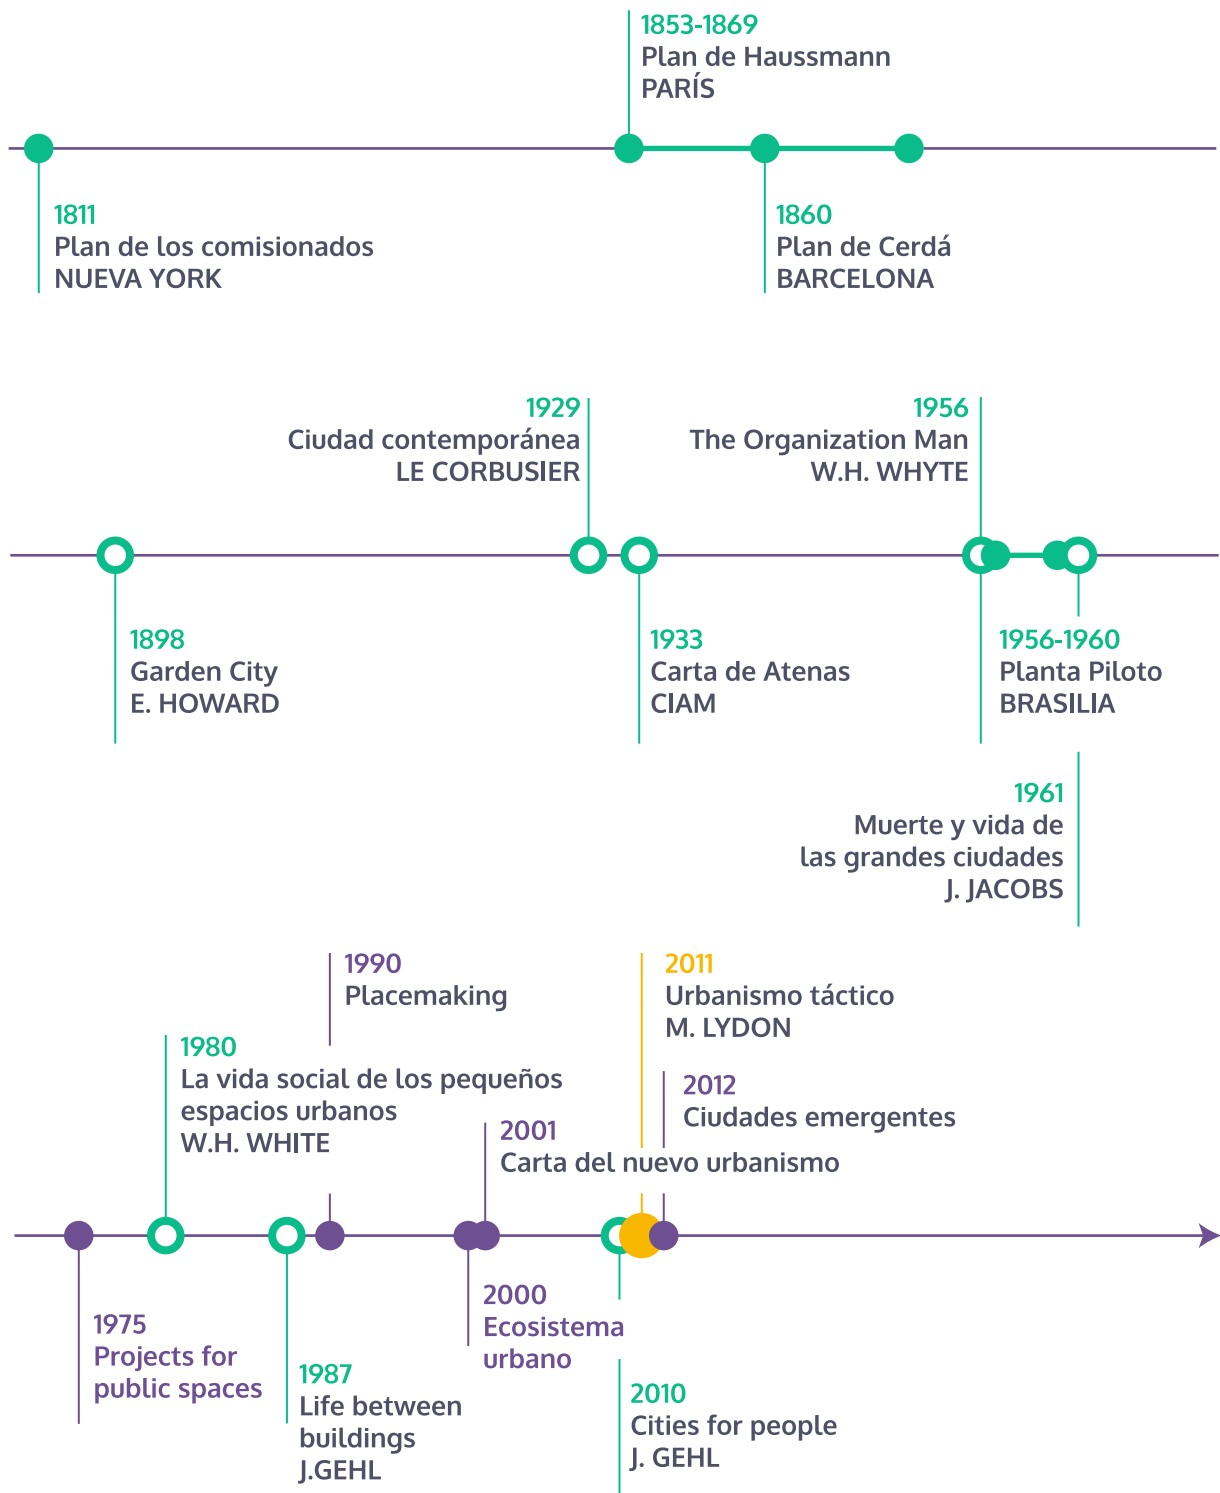 1853-1869
Plan de Haussmann
PARÍS
1811
Plan de los comisionados
NUEVA YORK
1860
Plan de Cerdá
BARCELONA
1929
Ciudad contemporánea
LE CORBUSIER
1956
The Organization Man
W.H. WHYTE
1898
Garden City
E. HOWARD
1933
Carta de Atenas
CIAM
1956-1960
Planta Piloto
BRASILIA
1961
Muerte y vida de
las grandes ciudades
J. JACOBS
1990
Placemaking
2011
Urbanismo táctico
M. LYDON
1980
La vida social de los pequeños
espacios urbanos
W.H. WHITE
2012
Ciudades emergentes
2001
Carta del nuevo urbanismo
1975
Projects for
public spaces
2000
Ecosistema
urbano
1987
Life between
buildings
J.GEHL
2010
Cities for people
J. GEHL